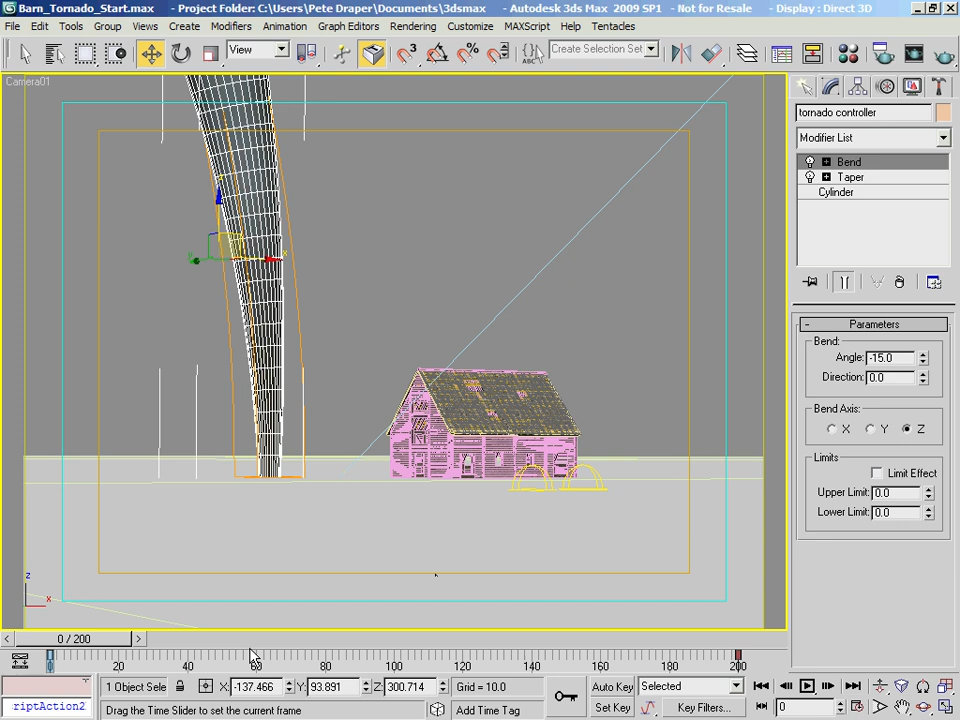 Barn_Tornado_Start.max - Project Folder: C:\Users\Pete Draper\Documents\3dsmax - Autodesk 3ds Max 2009 SP1 - Not for Resale - Display : Direct 3D
File Edit Tools Group Views Create Modifiers Animation Graph Editors Rendering Customize MAXScript Help Tentacles
View
3
%
ABC
Create Selection Set
Camera01
tornado controller
Modifier List
Bend
Taper
Cylinder
Parameters
Bend:
Angle: -15.0
Direction: 0.0
Bend Axis:
X Y Z
Limits
Limit Effect
Upper Limit: 0.0
Lower Limit: 0.0
x
z
x
< 0 / 200 >
20 40 60 80 100 120 140 160 180 200
1 Object Sele X: -137.466 Y: 93.891 Z: 300.714 Grid = 10.0 Auto Key Selected
riptAction2 Drag the Time Slider to set the current frame Add Time Tag Set Key Key Filters... 0